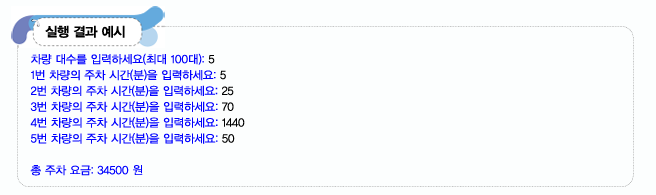 실행 결과 예시
차량 대수를 입력하세요(최대 100대): 5
1번 차량의 주차 시간(분)을 입력하세요: 5
2번 차량의 주차 시간(분)을 입력하세요: 25
3번 차량의 주차 시간(분)을 입력하세요: 70
4번 차량의 주차 시간(분)을 입력하세요: 1440
5번 차량의 주차 시간(분)을 입력하세요: 50
총 주차 요금: 34500 원